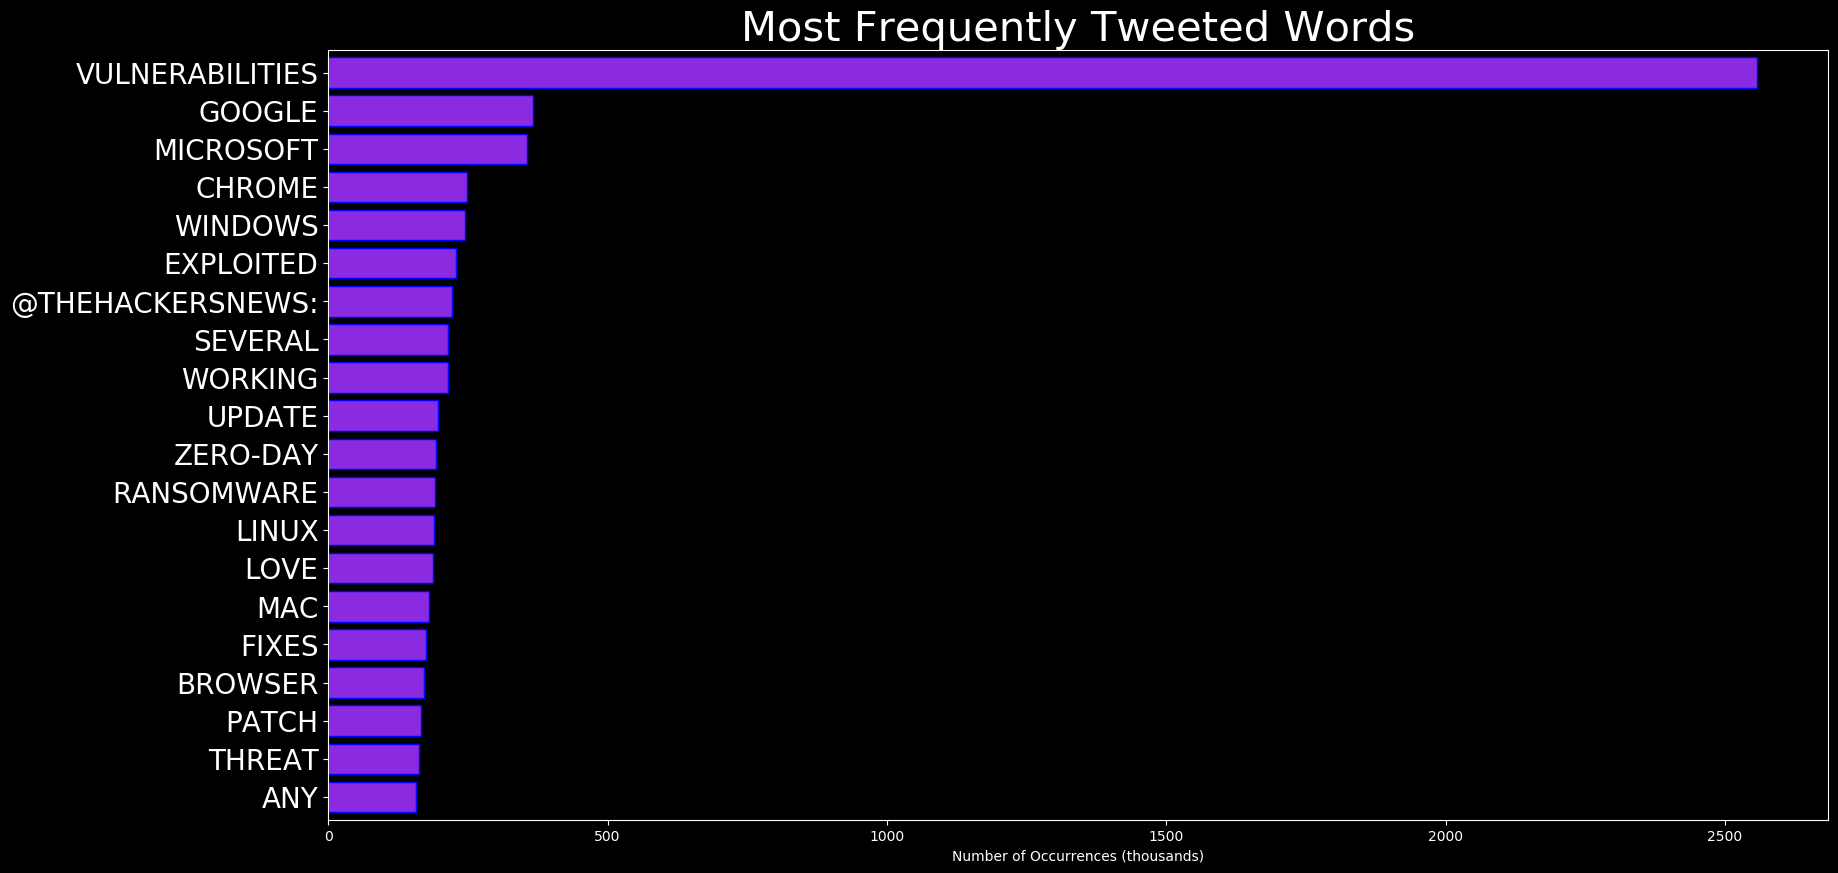 Most Frequently Tweeted Words
VULNERABILITIES
GOOGLE
MICROSOFT
CHROME
WINDOWS
EXPLOITED
@THEHACKERSNEWS:
SEVERAL
WORKING
UPDATE
ZERO-DAY
RANSOMWARE
LINUX
LOVE
MAC
FIXES
BROWSER
PATCH
THREAT
ANY
0 500 1000 1500 2000 2500
Number of Occurrences (thousands)